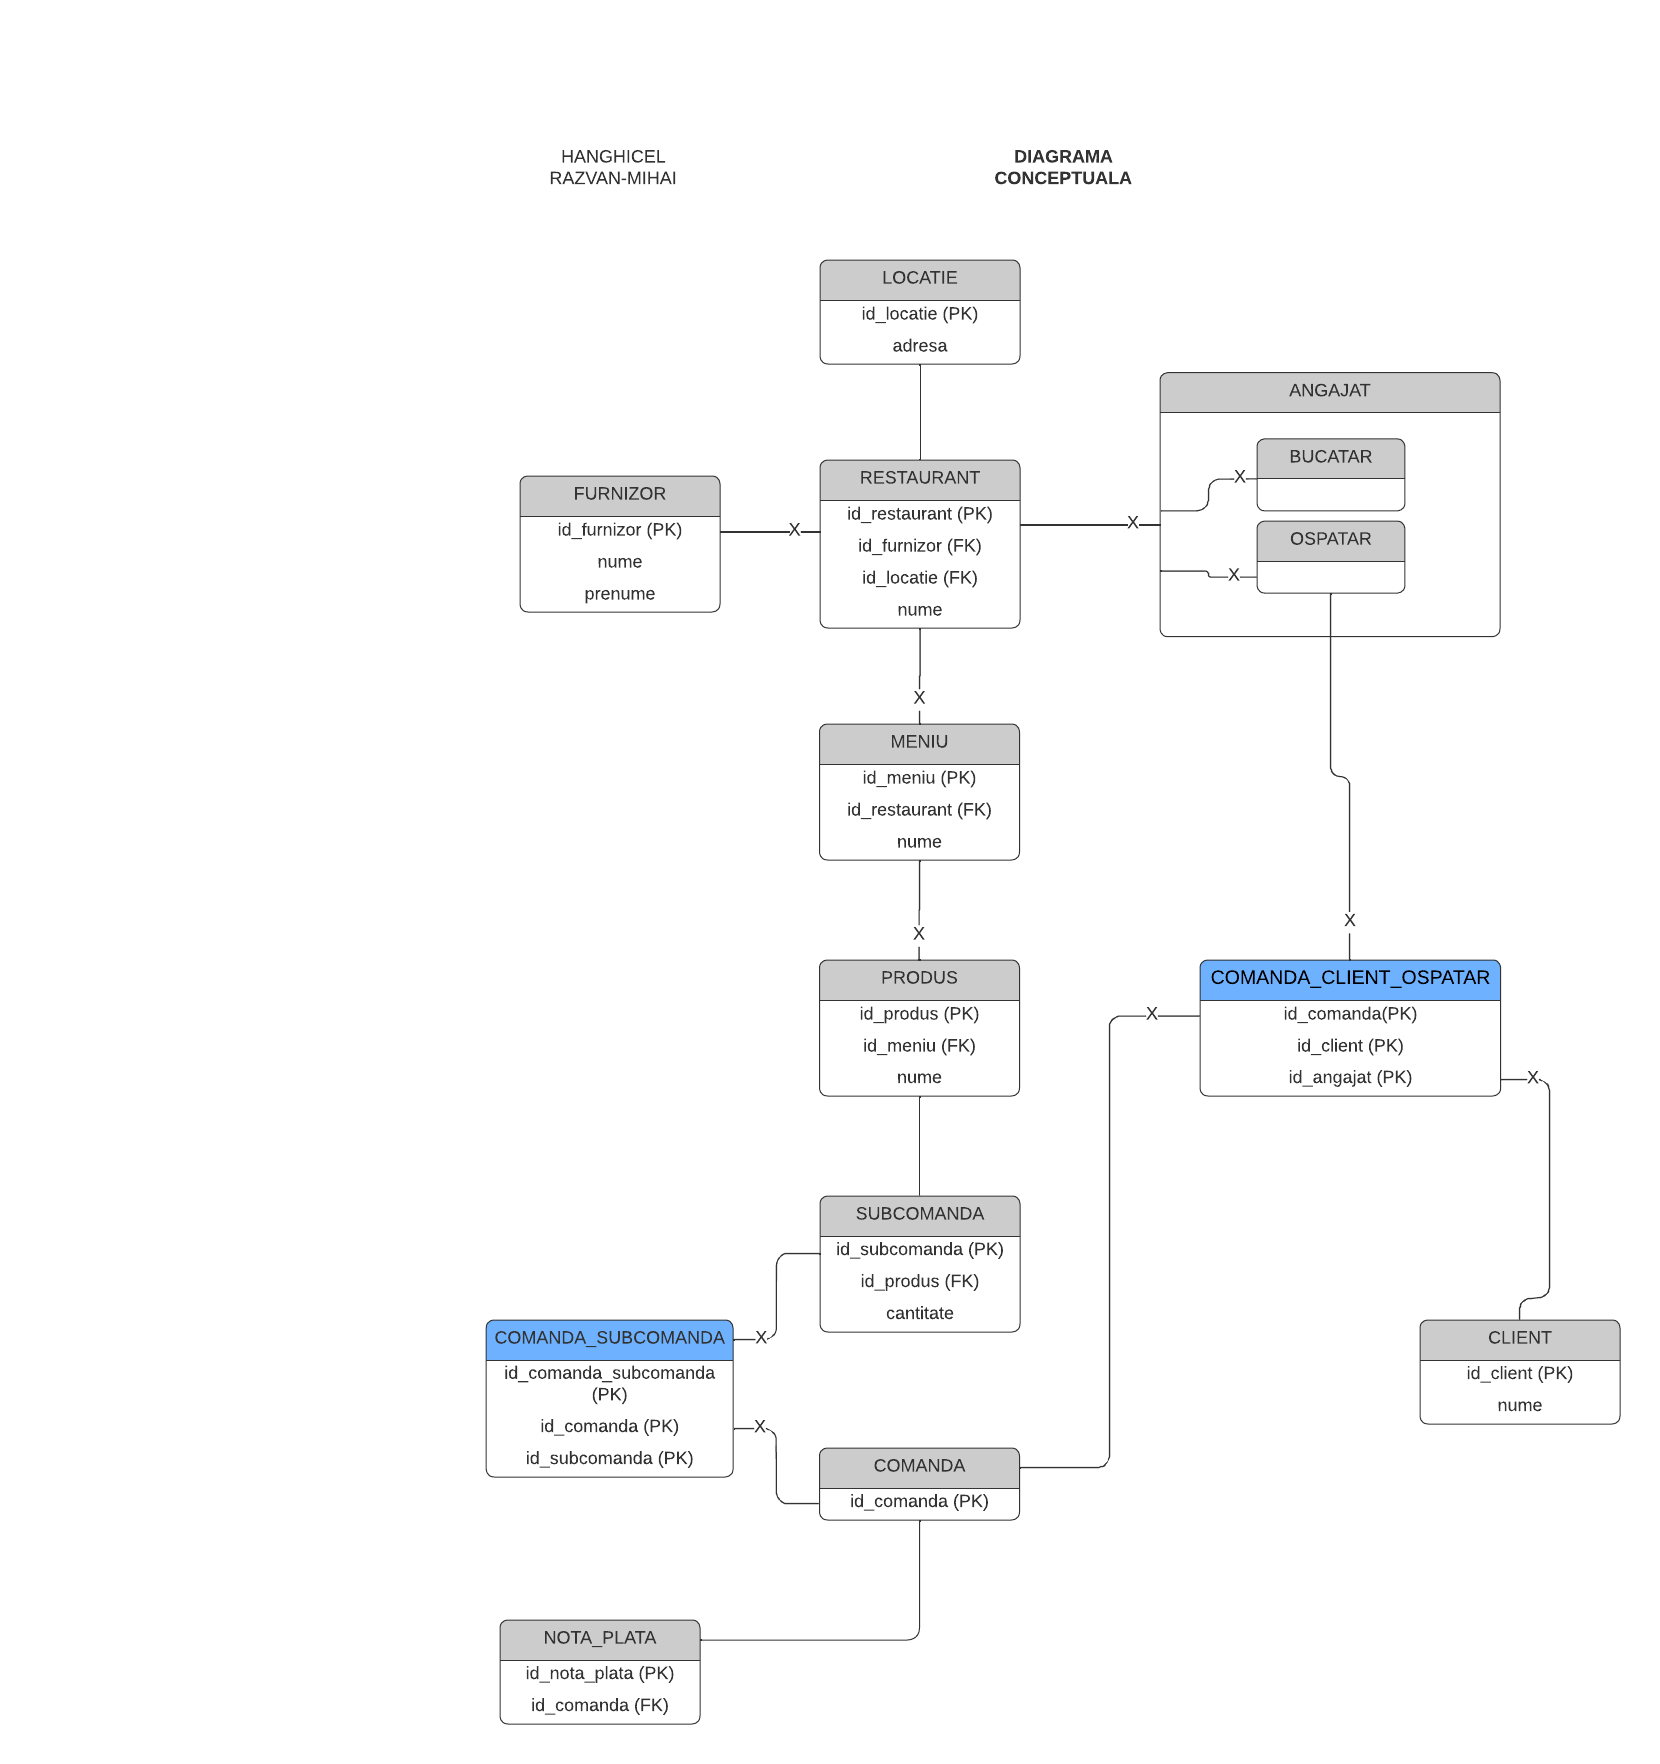 HANGHICEL
RAZVAN-MIHAI
DIAGRAMA
CONCEPTUALA
LOCATIE
id_locatie (PK)
adresa
ANGAJAT
BUCATAR
X
OSPATAR
X
FURNIZOR
id_furnizor (PK)
nume
prenume
X
RESTAURANT
id_restaurant (PK)
id_furnizor (FK)
id_locatie (FK)
nume
X
X
MENIU
id_meniu (PK)
id_restaurant (FK)
nume
X
PRODUS
id_produs (PK)
id_meniu (FK)
nume
X
COMANDA_CLIENT_OSPATAR
id_comanda(PK)
id_client (PK)
id_angajat (PK)
X
X
SUBCOMANDA
id_subcomanda (PK)
id_produs (FK)
cantitate
COMANDA_SUBCOMANDA
id_comanda_subcomanda
(PK)
id_comanda (PK)
id_subcomanda (PK)
X
X
CLIENT
id_client (PK)
nume
COMANDA
id_comanda (PK)
NOTA_PLATA
id_nota_plata (PK)
id_comanda (FK)